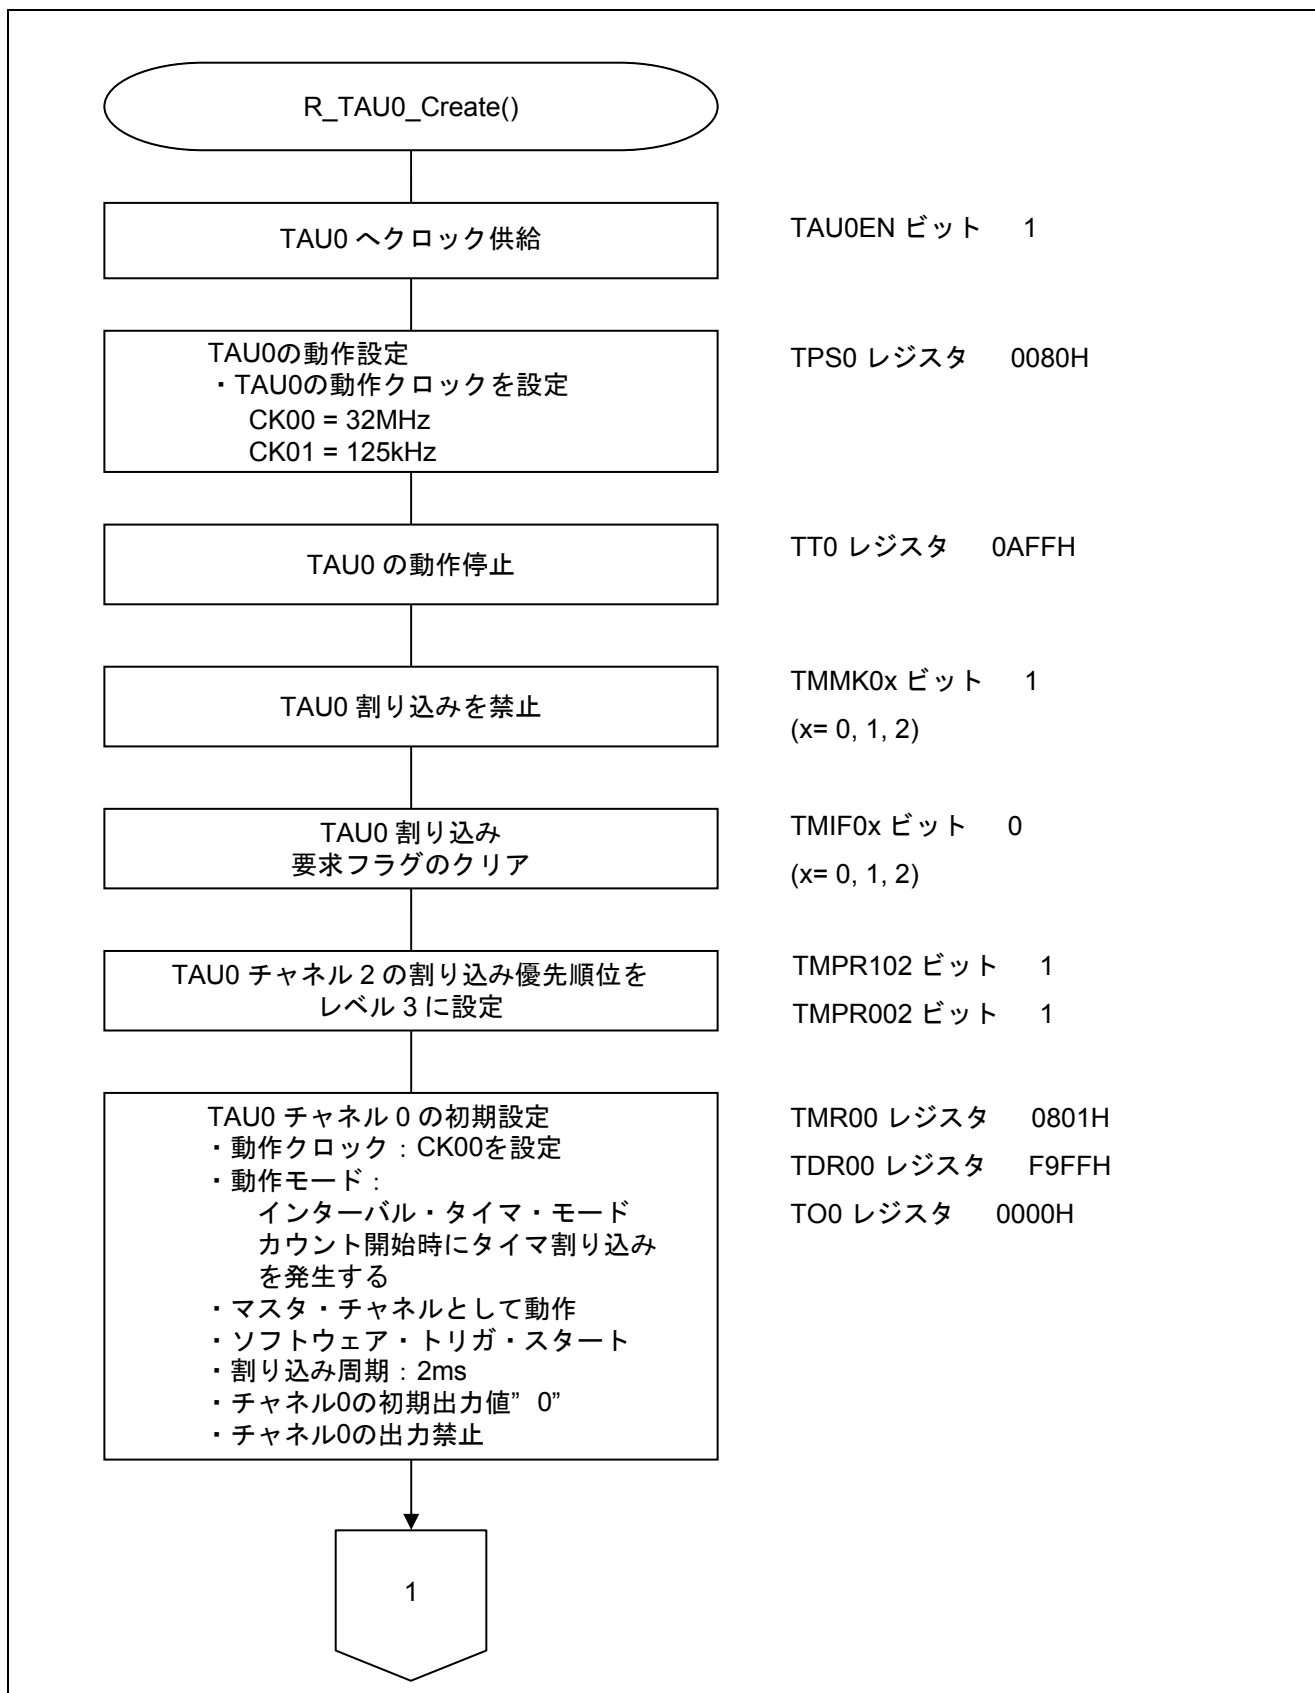 R_TAU0_Create()
TAU0 へクロック供給
TAU0EN ビット 1
TAU0の動作設定
・TAU0の動作クロックを設定
CK00 = 32MHz
CK01 = 125kHz
TPS0 レジスタ 0080H
TAU0 の動作停止
TT0 レジスタ 0AFFH
TAU0 割り込みを禁止
TMMK0x ビット 1
(x= 0, 1, 2)
TAU0 割り込み
要求フラグのクリア
TMIF0x ビット 0
(x= 0, 1, 2)
TAU0 チャネル 2 の割り込み優先順位を
レベル 3 に設定
TMPR102 ビット 1
TMPR002 ビット 1
TAU0 チャネル 0 の初期設定
・動作クロック：CK00を設定
・動作モード：
インターバル・タイマ・モード
カウント開始時にタイマ割り込み
を発生する
・マスタ・チャネルとして動作
・ソフトウェア・トリガ・スタート
・割り込み周期：2ms
・チャネル0の初期出力値” 0”
・チャネル0の出力禁止
TMR00 レジスタ 0801H
TDR00 レジスタ F9FFH
TO0 レジスタ 0000H
1